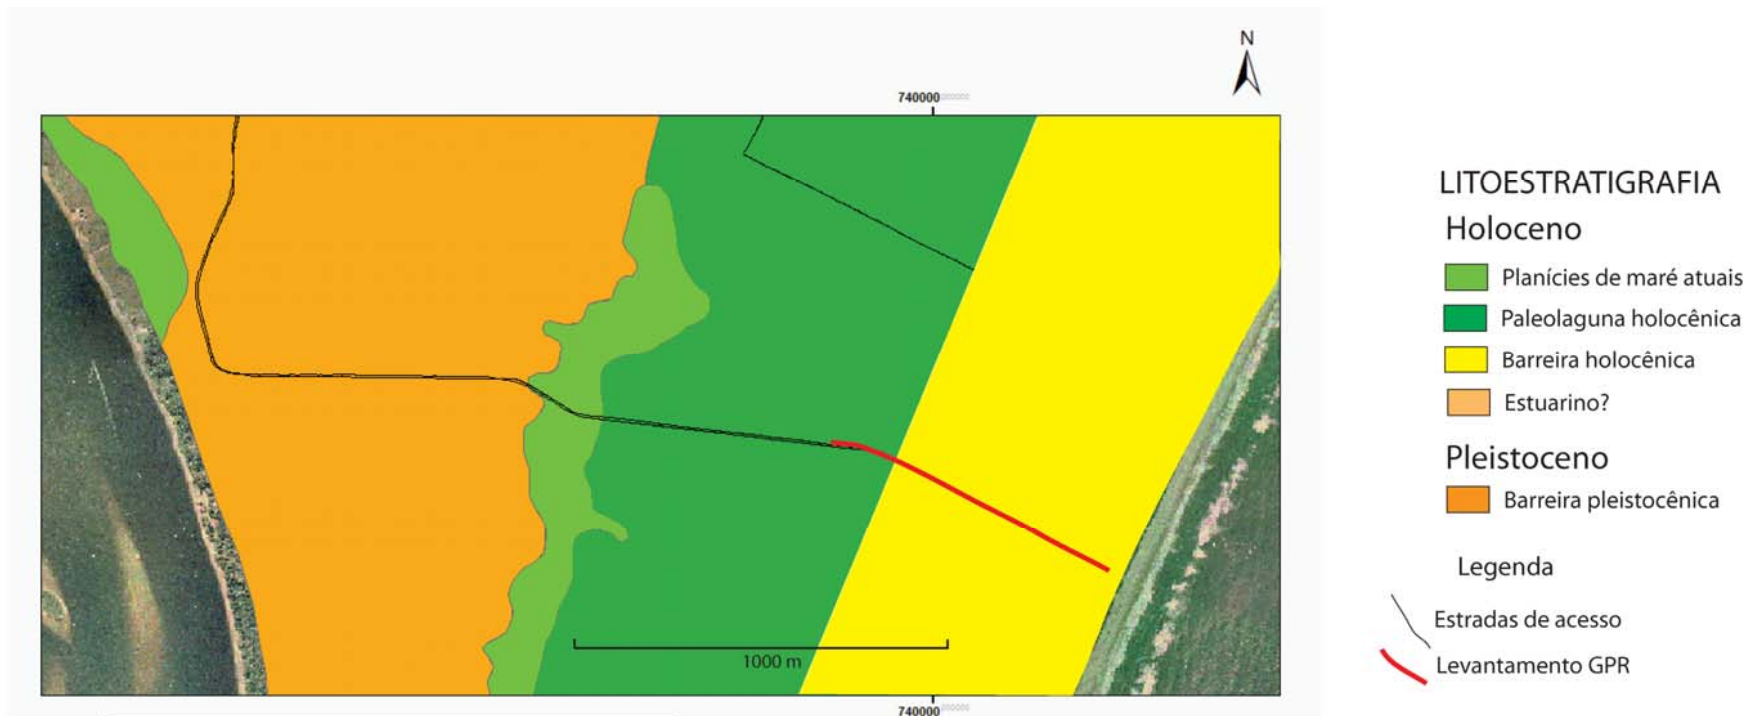 N
740000
LITOESTRATIGRAFIA
Holoceno
Planícies de maré atuais
Paleolaguna holocênica
Barreira holocênica
Estuarino?
Pleistoceno
Barreira pleistocênica
Legenda
Estradas de acesso
Levantamento GPR
1000 m
740000